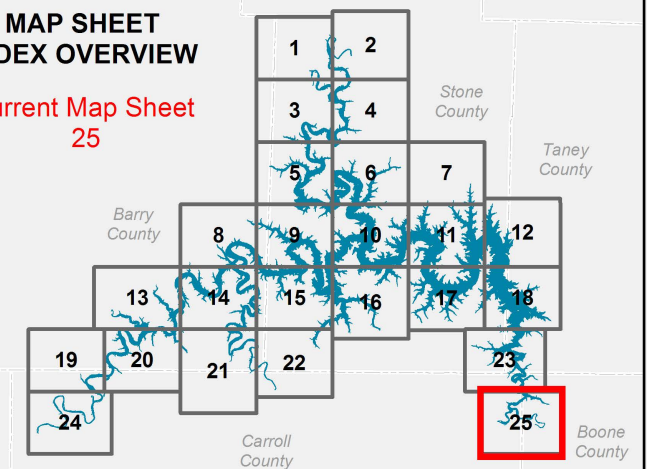 MAP SHEET
DEX OVERVIEW
urrent Map Sheet
25
1
2
Stone
County
3
4
Taney
County
5
6
7
Barry
County
8
9
10
11
12
13
14
15
16
17
18
19
20
21
22
23
24
25
Carroll
County
Boone
County